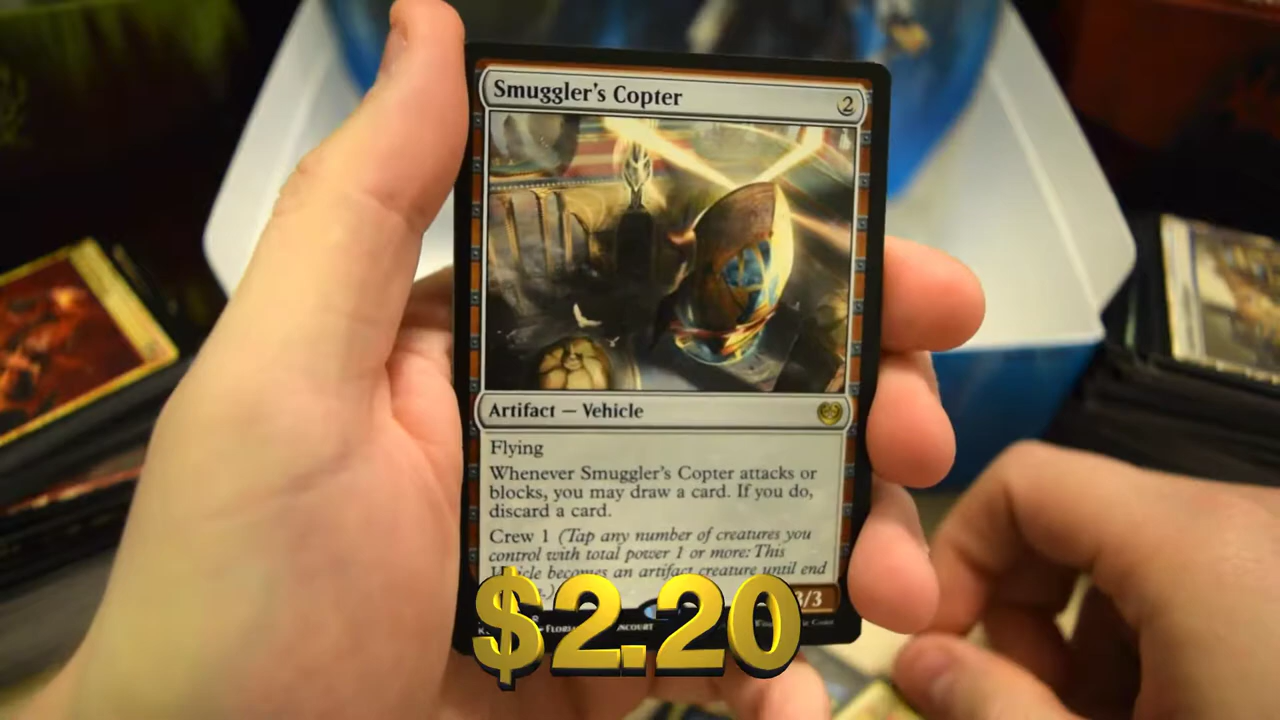 Smuggler's Copter 2
Artifact — Vehicle
Flying
Whenever Smuggler's Copter attacks or
blocks, you may draw a card. If you do,
discard a card.
Crew 1 (Tap any number of creatures you
control with total power 1 or more: This
becomes an artifact creature until end
3/3
$2.20